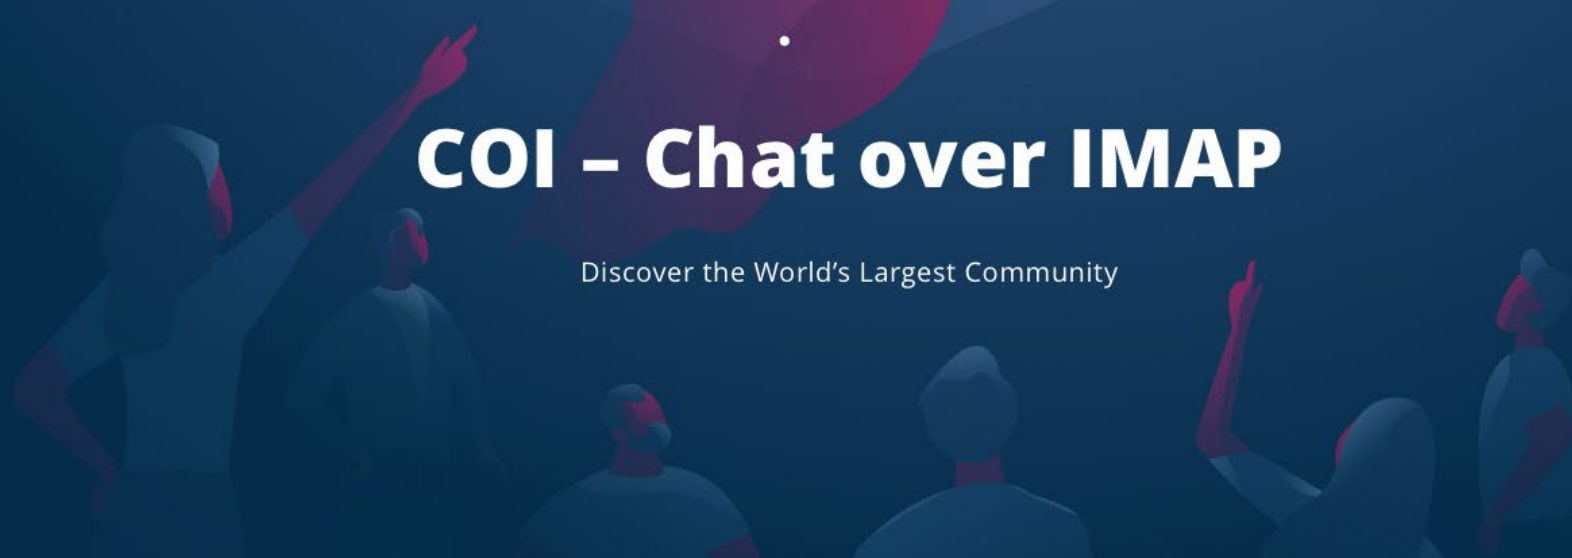 COI – Chat over IMAP
Discover the World’s Largest Community